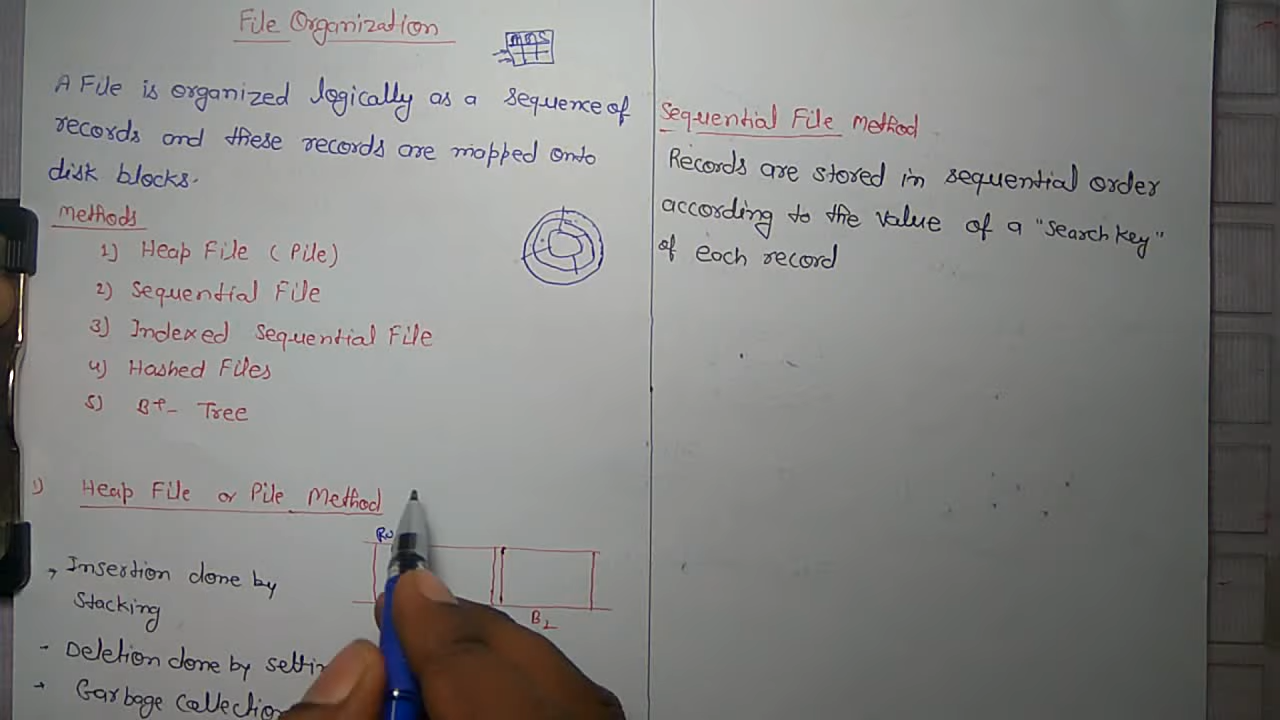 File Organization
A File is organized logically as a sequence of
records and these records are mapped onto
disk blocks.
Methods
1) Heap File (Pile)
2) Sequential File
3) Indexed Sequential File
4) Hashed Files
5) B+- Tree
1) Heap File or Pile Method
Insertion done by
Stacking
B2
- Deletion done by settin
Garbage Collection
Sequential File Method
Records are stored in sequential order
according to the value of a "Search Key"
of each record